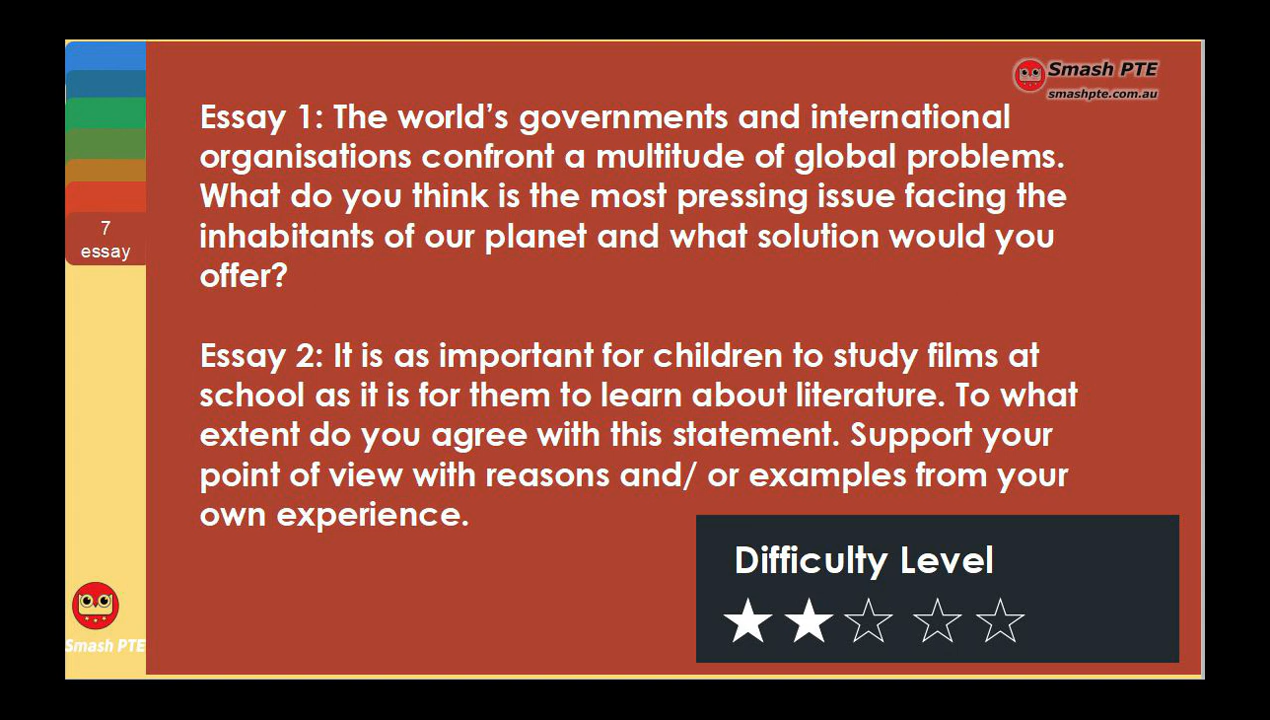 Smash PTE
smashpte.com.au
Essay 1: The world’s governments and international
organisations confront a multitude of global problems.
What do you think is the most pressing issue facing the
inhabitants of our planet and what solution would you
offer?
7
essay
Essay 2: It is as important for children to study films at
school as it is for them to learn about literature. To what
extent do you agree with this statement. Support your
point of view with reasons and/ or examples from your
own experience.
Difficulty Level
Smash PTE